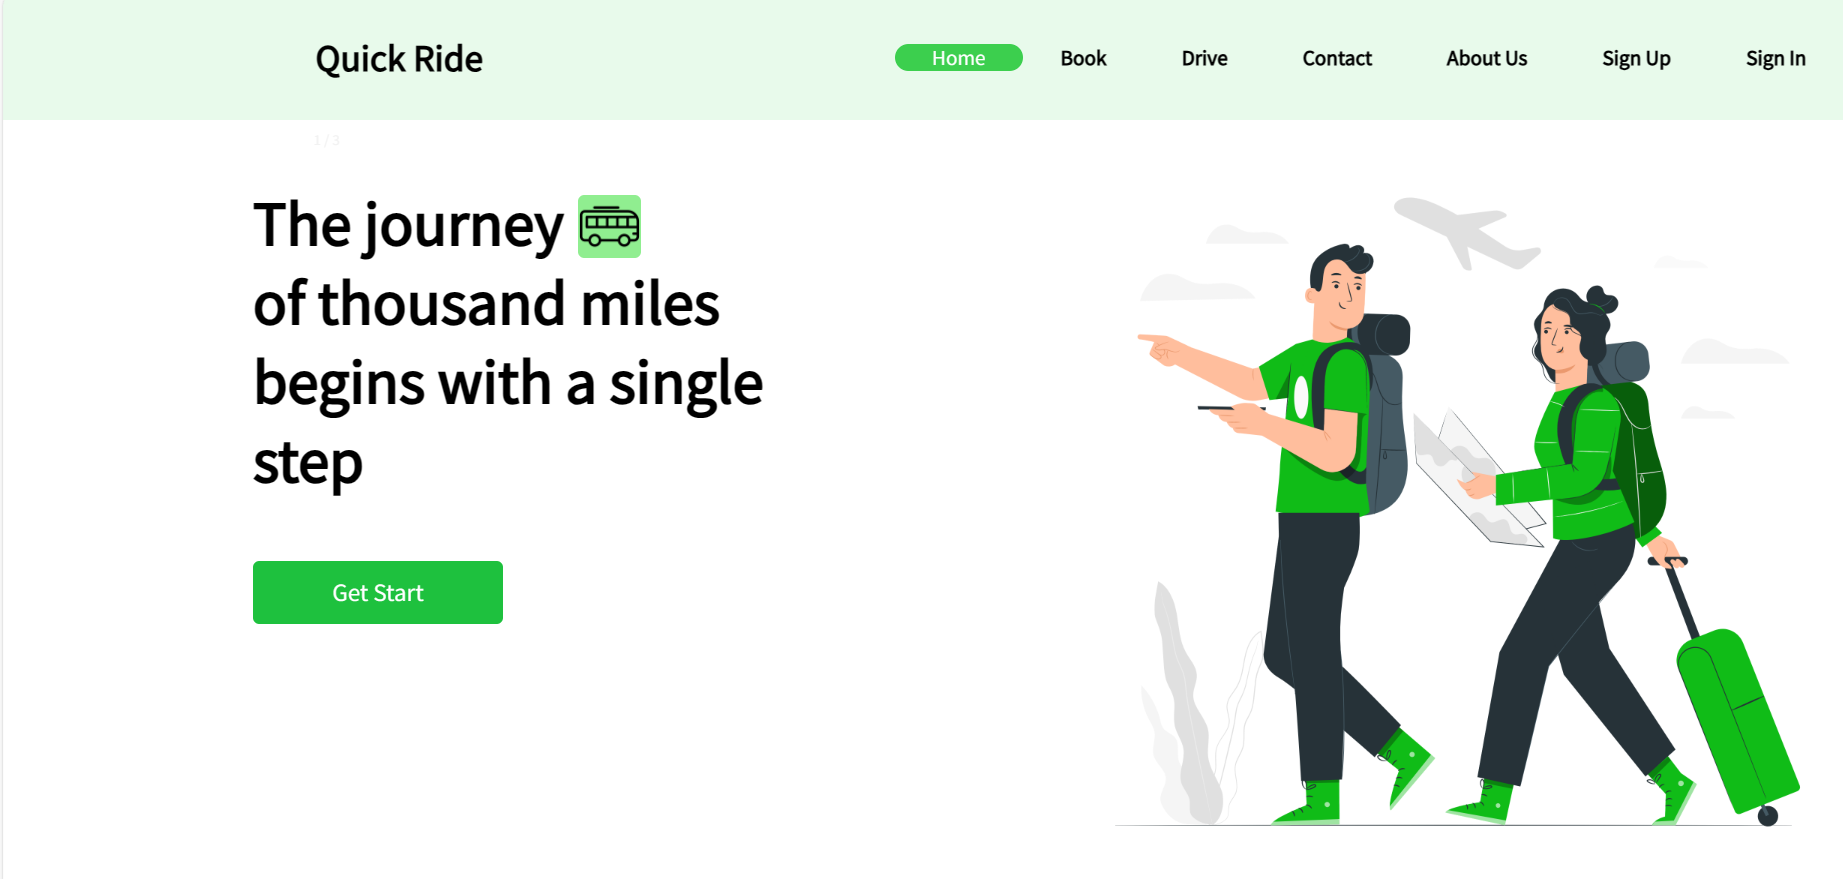 Quick Ride
Home Book Drive Contact About Us Sign Up Sign In
1 / 3
The journey
of thousand miles
begins with a single
step
Get Start